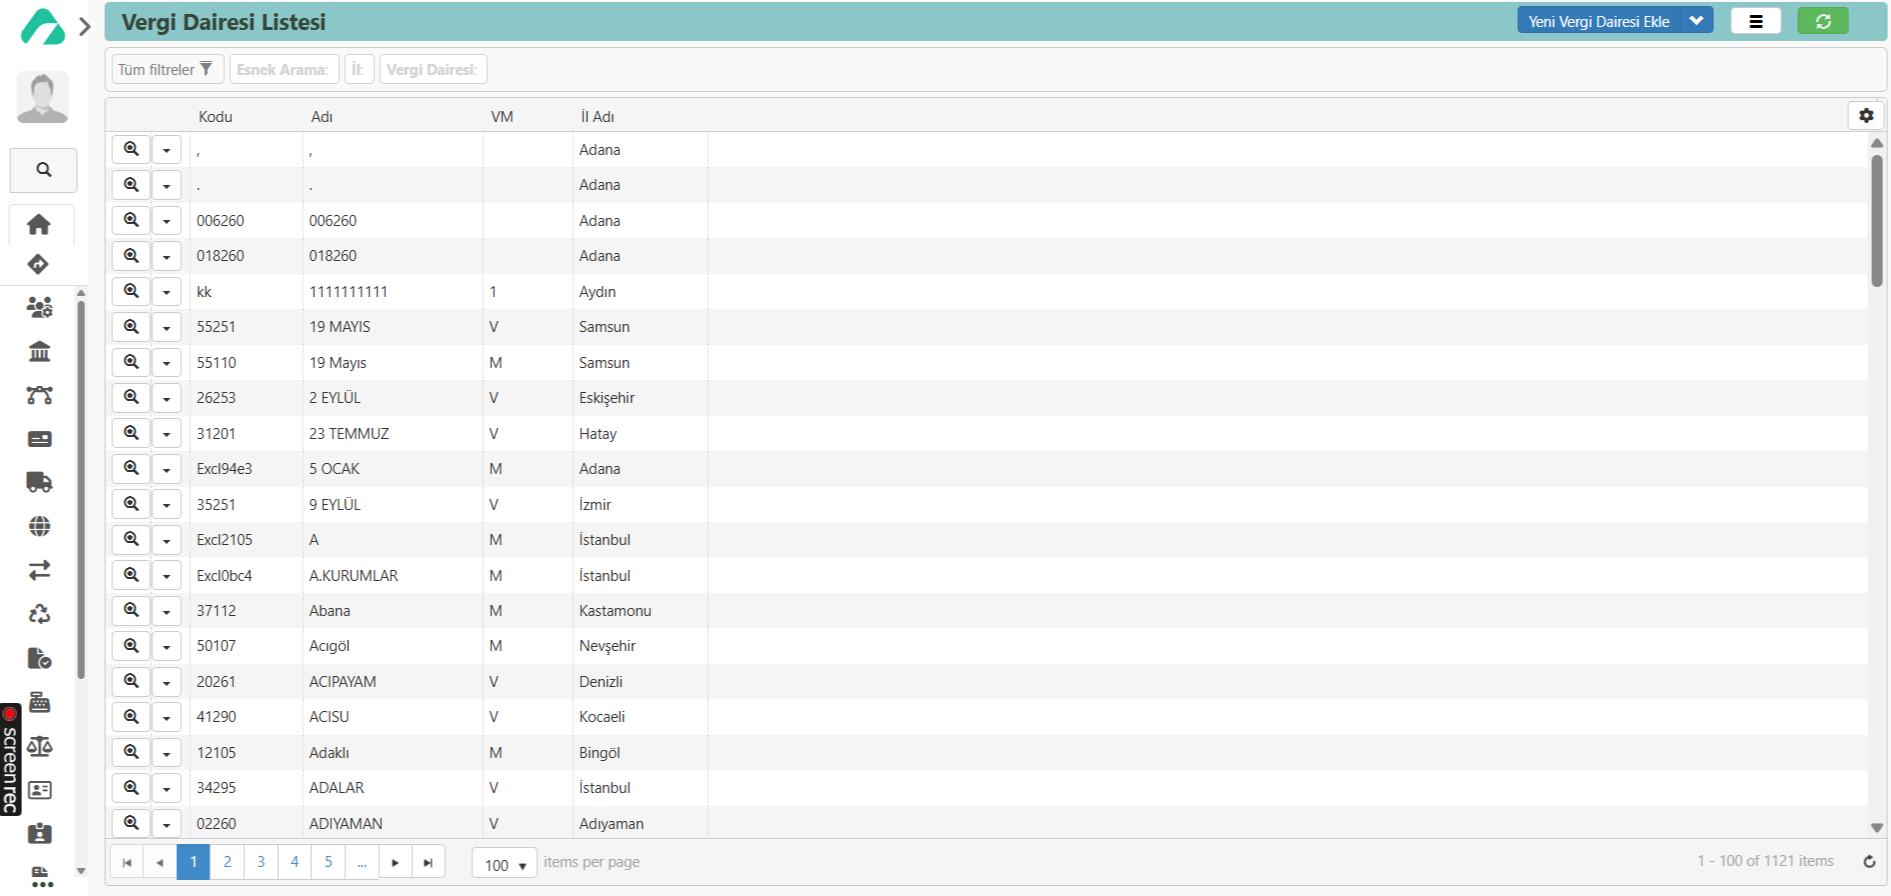 Vergi Dairesi Listesi
Yeni Vergi Dairesi Ekle
Tüm filtreler
Esnek Arama:
İl:
Vergi Dairesi:
Kodu Adı VM İl Adı
, , Adana
. . Adana
006260 006260 Adana
018260 018260 Adana
kk 1111111111 1 Aydın
55251 19 MAYIS V Samsun
55110 19 Mayıs M Samsun
26253 2 EYLÜL V Eskişehir
31201 23 TEMMUZ V Hatay
Excl94e3 5 OCAK M Adana
35251 9 EYLÜL V İzmir
Excl2105 A M İstanbul
Excl0bc4 A.KURUMLAR M İstanbul
37112 Abana M Kastamonu
50107 Acıgöl M Nevşehir
20261 ACIPAYAM V Denizli
41290 ACISU V Kocaeli
12105 Adaklı M Bingöl
34295 ADALAR V İstanbul
02260 ADIYAMAN V Adıyaman
1 2 3 4 5 ... 100 items per page
1 - 100 of 1121 items
screenrec